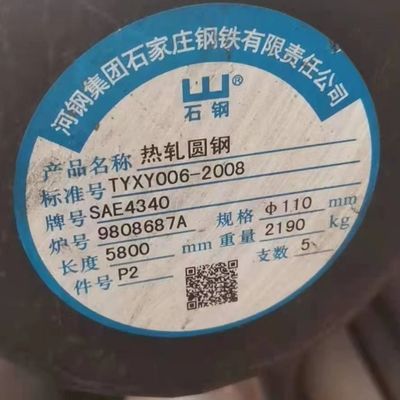 河钢集团石家庄钢铁有限责任公司
®
石钢
产品名称 热轧圆钢
标准号 TYXY006-2008
牌号 SAE4340
炉号 9808687A 规格 Φ110 mm
长度 5800 mm 重量 2190 kg
件号 P2 支数 5